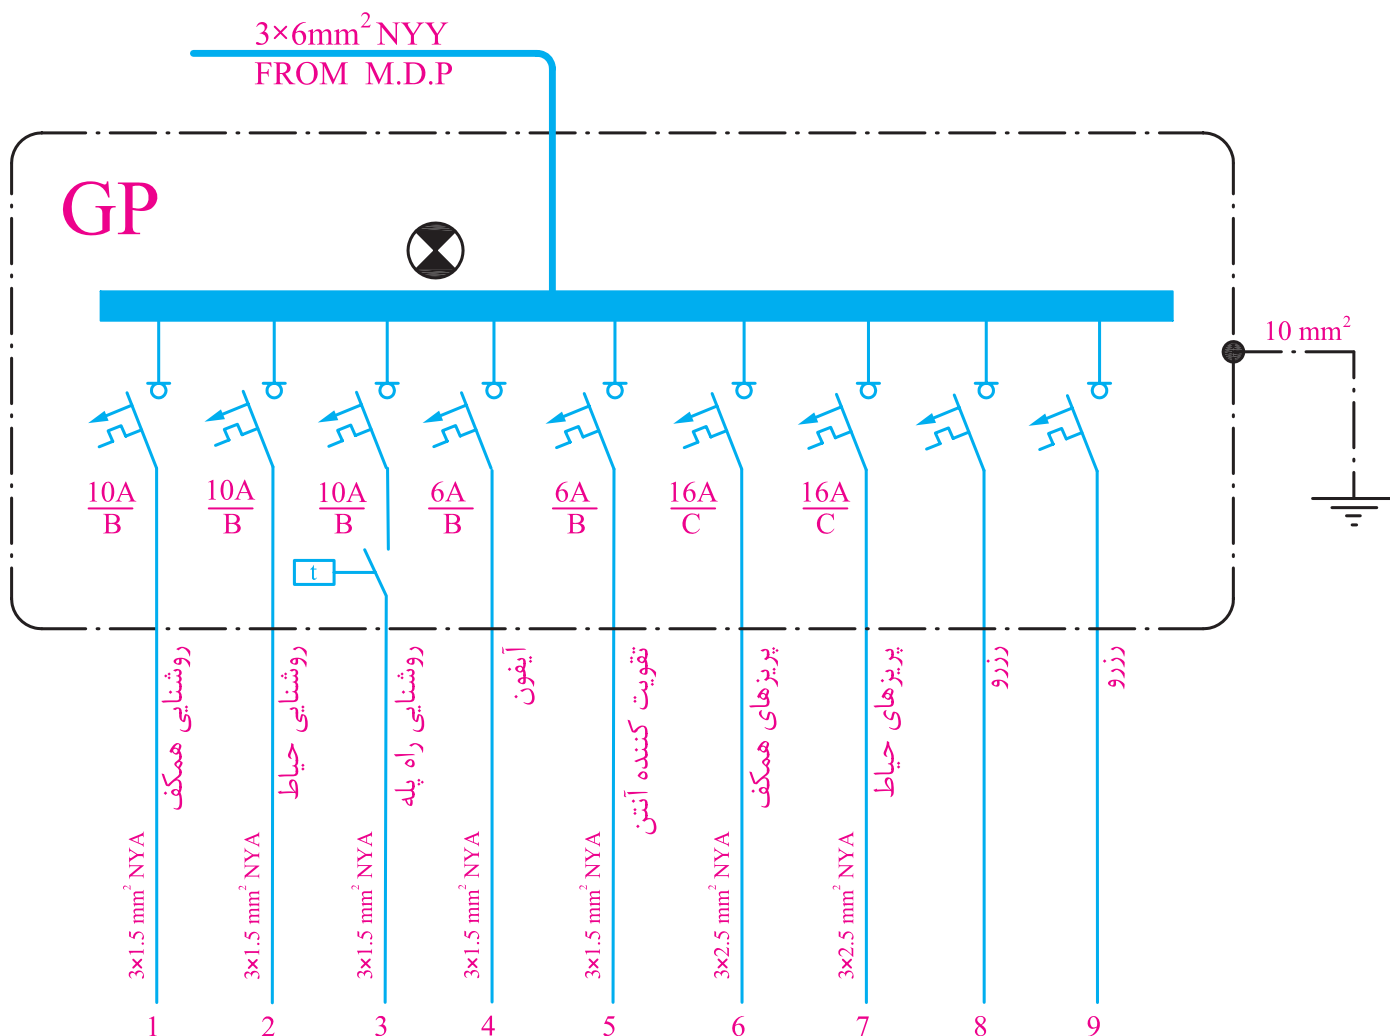 3×6mm² NYY
FROM M.D.P
GP
10 mm²
10A
B
10A
B
10A
B
6A
B
6A
B
16A
C
16A
C
t
روشنایی همکف
روشنایی حیاط
روشنایی راه پله
آیفون
تقویت کننده آنتن
پریزهای همکف
پریزهای حیاط
رزرو
رزرو
3×1.5 mm² NYA
3×1.5 mm² NYA
3×1.5 mm² NYA
3×1.5 mm² NYA
3×1.5 mm² NYA
3×2.5 mm² NYA
3×2.5 mm² NYA
1 2 3 4 5 6 7 8 9